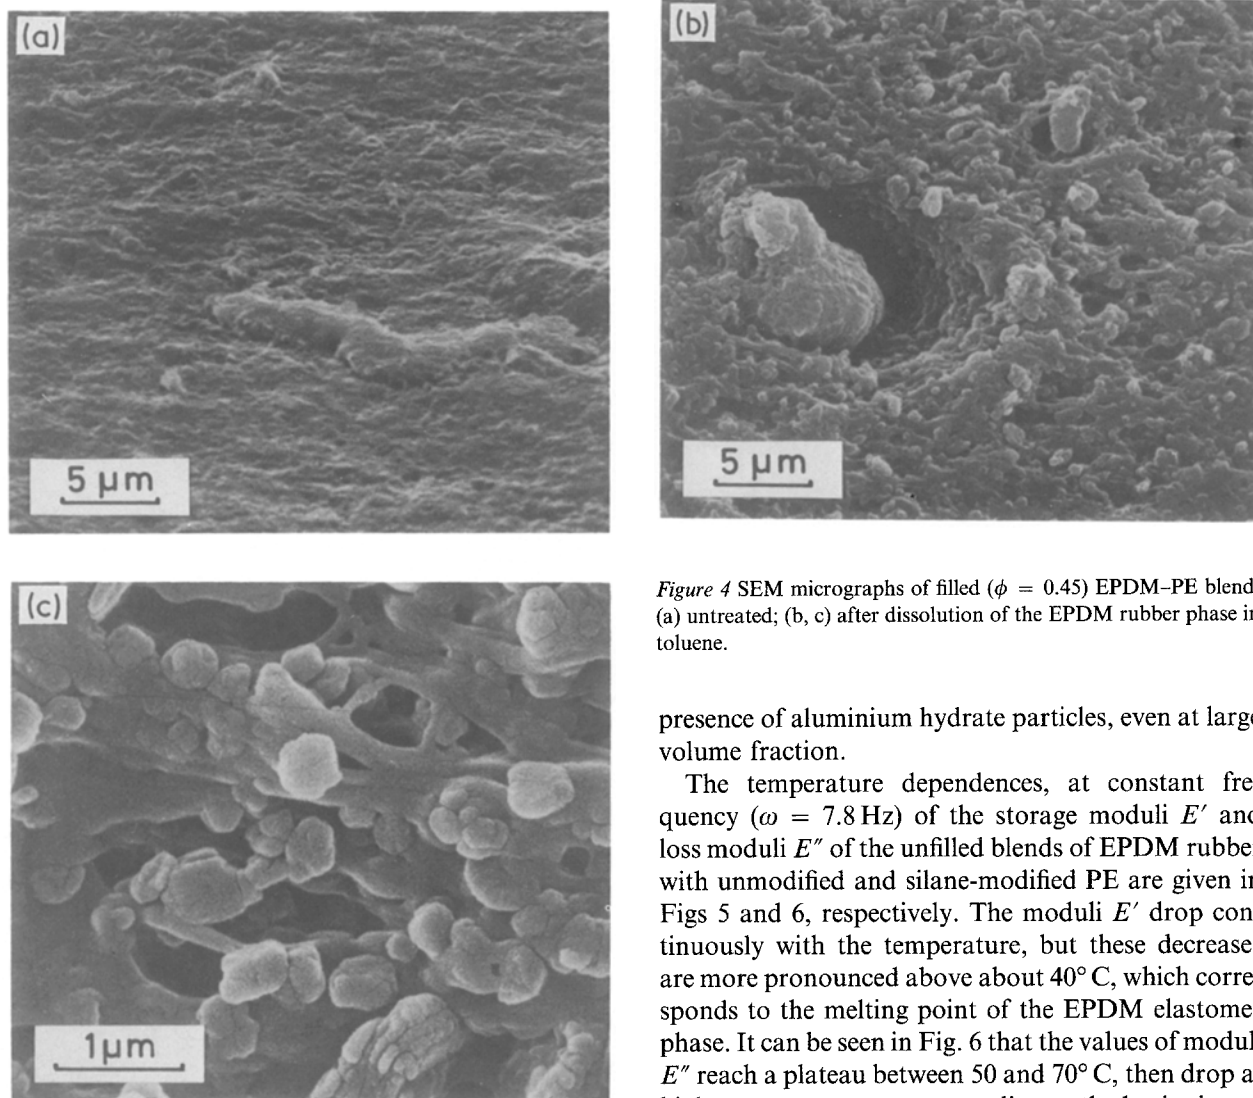 (a)
5 μm
(b)
5 μm
(c)
1μm
Figure 4 SEM micrographs of filled (ϕ = 0.45) EPDM–PE blend
(a) untreated; (b, c) after dissolution of the EPDM rubber phase in
toluene.
presence of aluminium hydrate particles, even at large
volume fraction.
The temperature dependences, at constant fre
quency (ω = 7.8 Hz) of the storage moduli E′ and
loss moduli E″ of the unfilled blends of EPDM rubber
with unmodified and silane-modified PE are given in
Figs 5 and 6, respectively. The moduli E′ drop con
tinuously with the temperature, but these decrease
are more pronounced above about 40° C, which corre
sponds to the melting point of the EPDM elastome
phase. It can be seen in Fig. 6 that the values of modul
E″ reach a plateau between 50 and 70° C, then drop a